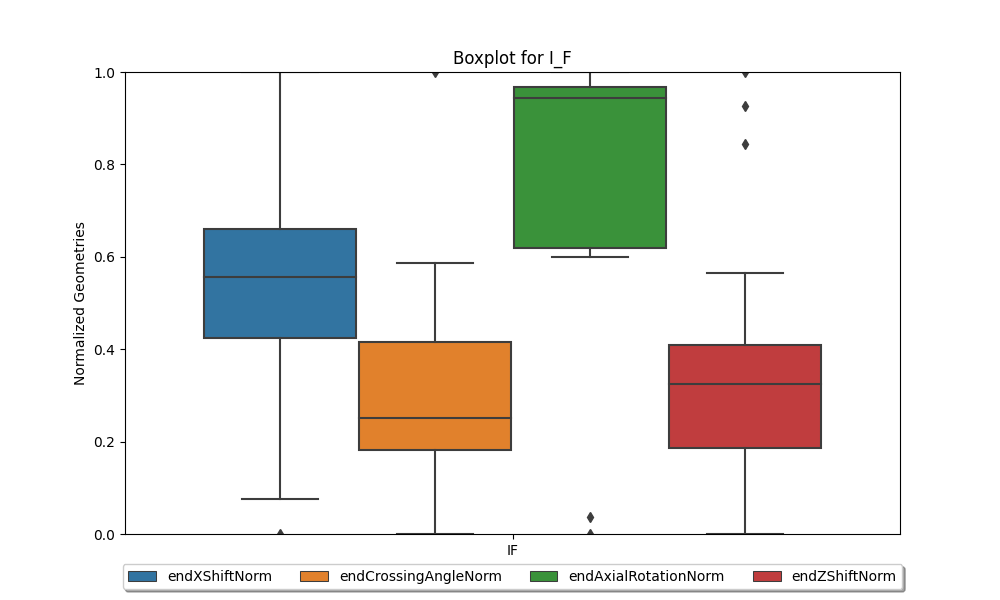 Boxplot for I_F
Normalized Geometries
1.0
0.8
0.6
0.4
0.2
0.0
IF
endXShiftNorm endCrossingAngleNorm endAxialRotationNorm endZShiftNorm